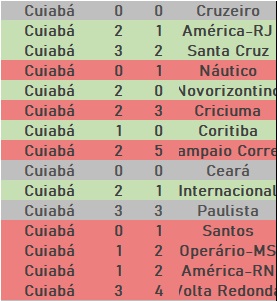 Cuiabá 0 0 Cruzeiro
Cuiabá 2 1 América-RJ
Cuiabá 3 2 Santa Cruz
Cuiabá 0 1 Náutico
Cuiabá 2 0 Novorizontino
Cuiabá 2 3 Criciuma
Cuiabá 1 0 Coritiba
Cuiabá 2 5 ampaio Corre
Cuiabá 0 0 Ceará
Cuiabá 2 1 Internacional
Cuiabá 3 3 Paulista
Cuiabá 0 1 Santos
Cuiabá 1 2 Operário-MS
Cuiabá 1 2 América-RN
Cuiabá 3 4 Volta Redonda